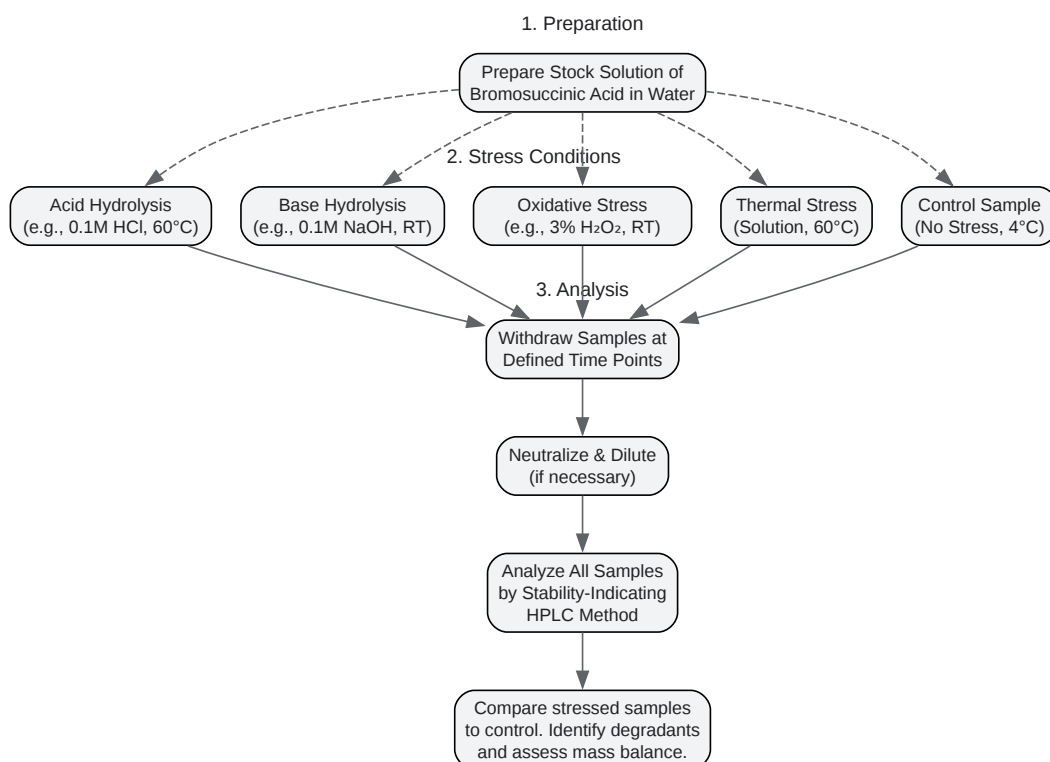 1. Preparation
Prepare Stock Solution of
Bromosuccinic Acid in Water
2. Stress Conditions
Acid Hydrolysis
(e.g., 0.1M HCl, 60°C)
Base Hydrolysis
(e.g., 0.1M NaOH, RT)
Oxidative Stress
(e.g., 3% H₂O₂, RT)
Thermal Stress
(Solution, 60°C)
Control Sample
(No Stress, 4°C)
3. Analysis
Withdraw Samples at
Defined Time Points
Neutralize & Dilute
(if necessary)
Analyze All Samples
by Stability-Indicating
HPLC Method
Compare stressed samples
to control. Identify degradants
and assess mass balance.